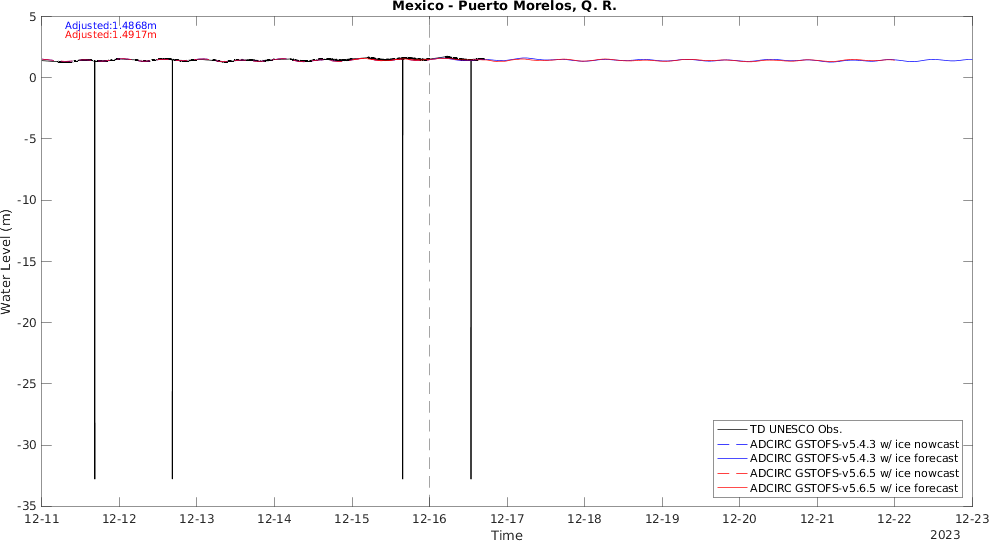 Mexico - Puerto Morelos, Q. R.
Adjusted:1.4868m
Adjusted:1.4917m
5
0
-5
-10
-15
-20
-25
-30
-35
Water Level (m)
TD UNESCO Obs.
ADCIRC GSTOFS-v5.4.3 w/ ice nowcast
ADCIRC GSTOFS-v5.4.3 w/ ice forecast
ADCIRC GSTOFS-v5.6.5 w/ ice nowcast
ADCIRC GSTOFS-v5.6.5 w/ ice forecast
12-11 12-12 12-13 12-14 12-15 12-16 12-17 12-18 12-19 12-20 12-21 12-22 12-23
Time
2023